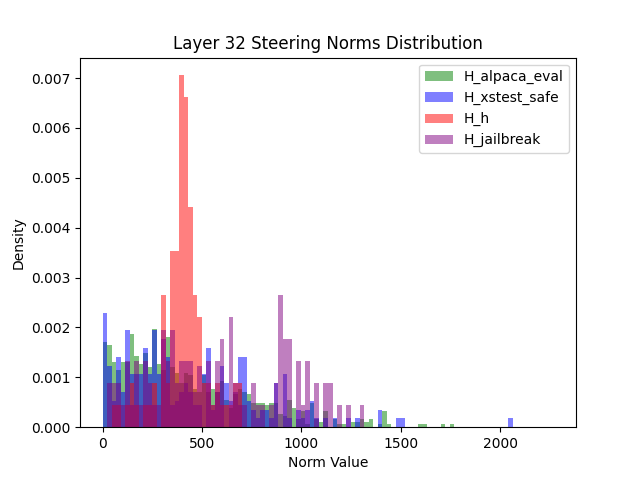 Layer 32 Steering Norms Distribution
H_alpaca_eval
H_xstest_safe
H_h
H_jailbreak
0.007
0.006
0.005
0.004
0.003
0.002
0.001
0.000
Density
0 500 1000 1500 2000
Norm Value